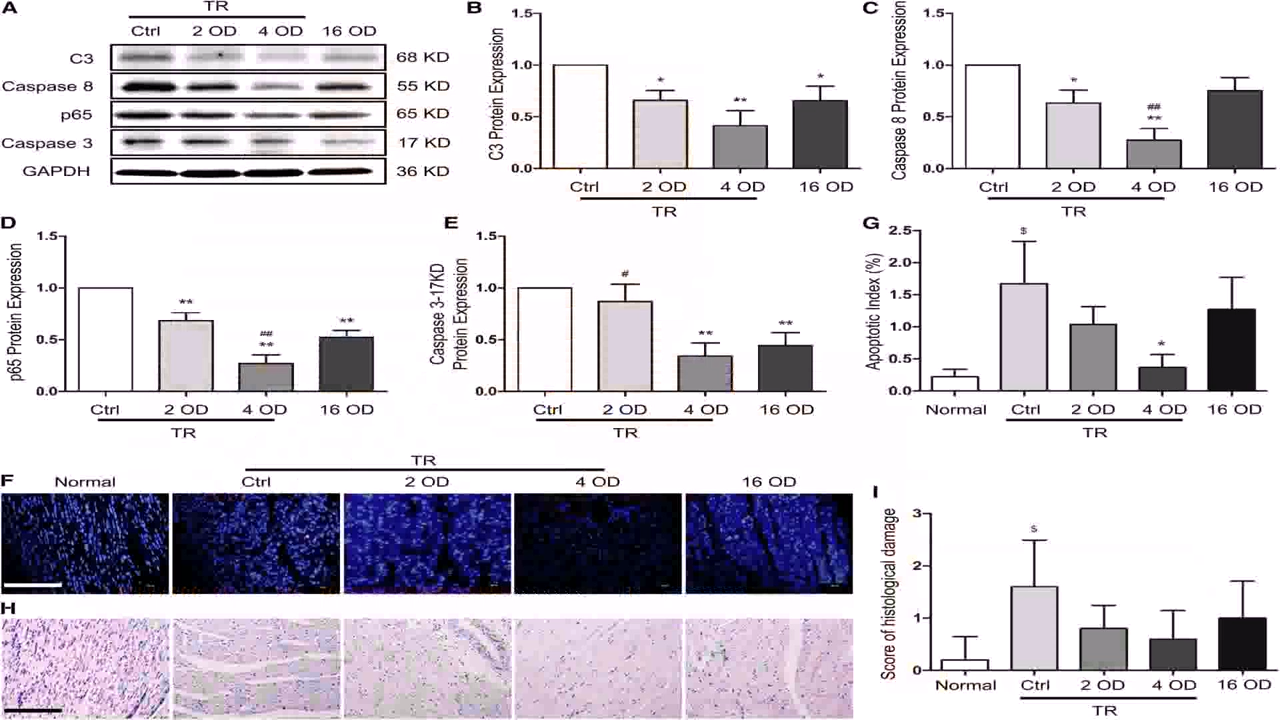 A
TR
Ctrl 2 OD 4 OD 16 OD
C3 68 KD
Caspase 8 55 KD
p65 65 KD
Caspase 3 17 KD
GAPDH 36 KD
B
C3 Protein Expression
1.5
1.0
0.5
0.0
*
**
*
Ctrl 2 OD 4 OD 16 OD
TR
C
Caspase 8 Protein Expression
1.5
1.0
0.5
0.0
*
##
**
Ctrl 2 OD 4 OD 16 OD
TR
D
p65 Protein Expression
1.5
1.0
0.5
0.0
**
##
**
**
Ctrl 2 OD 4 OD 16 OD
TR
E
Caspase 3-17KD
Protein Expression
1.5
1.0
0.5
0.0
#
**
**
Ctrl 2 OD 4 OD 16 OD
TR
G
Apoptotic Index (%)
2.5
2.0
1.5
1.0
0.5
0.0
$
*
Normal Ctrl 2 OD 4 OD 16 OD
TR
F
TR
Normal Ctrl 2 OD 4 OD 16 OD
H
I
Score of histological damage
3
2
1
0
$
Normal Ctrl 2 OD 4 OD 16 OD
TR